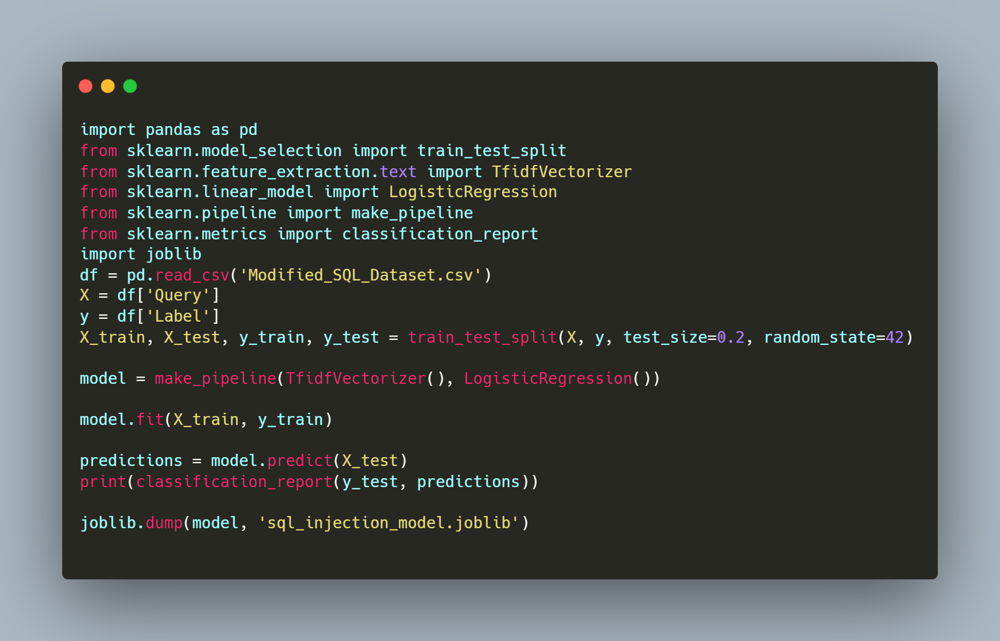 import pandas as pd
from sklearn.model_selection import train_test_split
from sklearn.feature_extraction.text import TfidfVectorizer
from sklearn.linear_model import LogisticRegression
from sklearn.pipeline import make_pipeline
from sklearn.metrics import classification_report
import joblib
df = pd.read_csv('Modified_SQL_Dataset.csv')
X = df['Query']
y = df['Label']
X_train, X_test, y_train, y_test = train_test_split(X, y, test_size=0.2, random_state=42)
model = make_pipeline(TfidfVectorizer(), LogisticRegression())
model.fit(X_train, y_train)
predictions = model.predict(X_test)
print(classification_report(y_test, predictions))
joblib.dump(model, 'sql_injection_model.joblib')